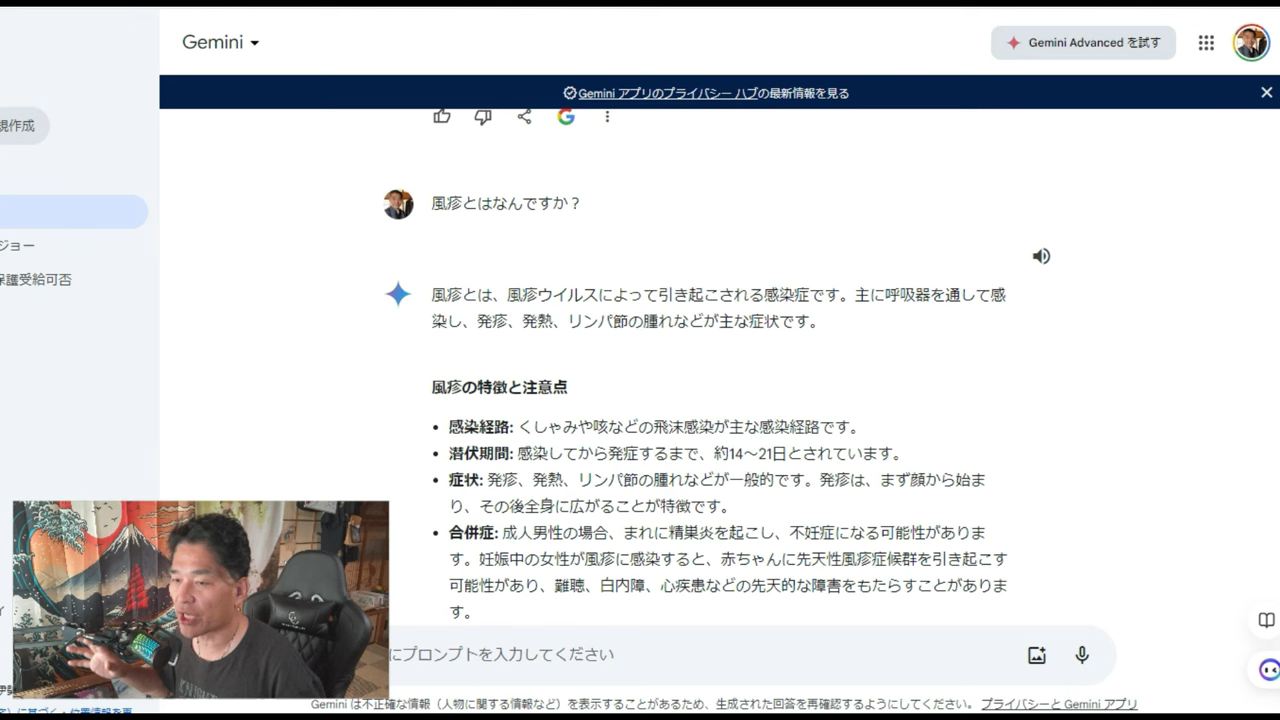 Gemini
Gemini Advanced を試す
Gemini アプリのプライバシー ハブの最新情報を見る
規作成
ジョー
保護受給可否
風疹とはなんですか？
風疹とは、風疹ウイルスによって引き起こされる感染症です。主に呼吸器を通して感
染し、発疹、発熱、リンパ節の腫れなどが主な症状です。
風疹の特徴と注意点
• 感染経路: くしゃみや咳などの飛沫感染が主な感染経路です。
• 潜伏期間: 感染してから発症するまで、約14〜21日とされています。
• 症状: 発疹、発熱、リンパ節の腫れなどが一般的です。発疹は、まず顔から始ま
り、その後全身に広がることが特徴です。
• 合併症: 成人男性の場合、まれに精巣炎を起こし、不妊症になる可能性がありま
す。妊娠中の女性が風疹に感染すると、赤ちゃんに先天性風疹症候群を引き起こす
可能性があり、難聴、白内障、心疾患などの先天的な障害をもたらすことがありま
す。
にプロンプトを入力してください
Gemini は不正確な情報（人物に関する情報など）を表示することがあるため、生成された回答を再確認するようにしてください。 プライバシーと Gemini アプリ